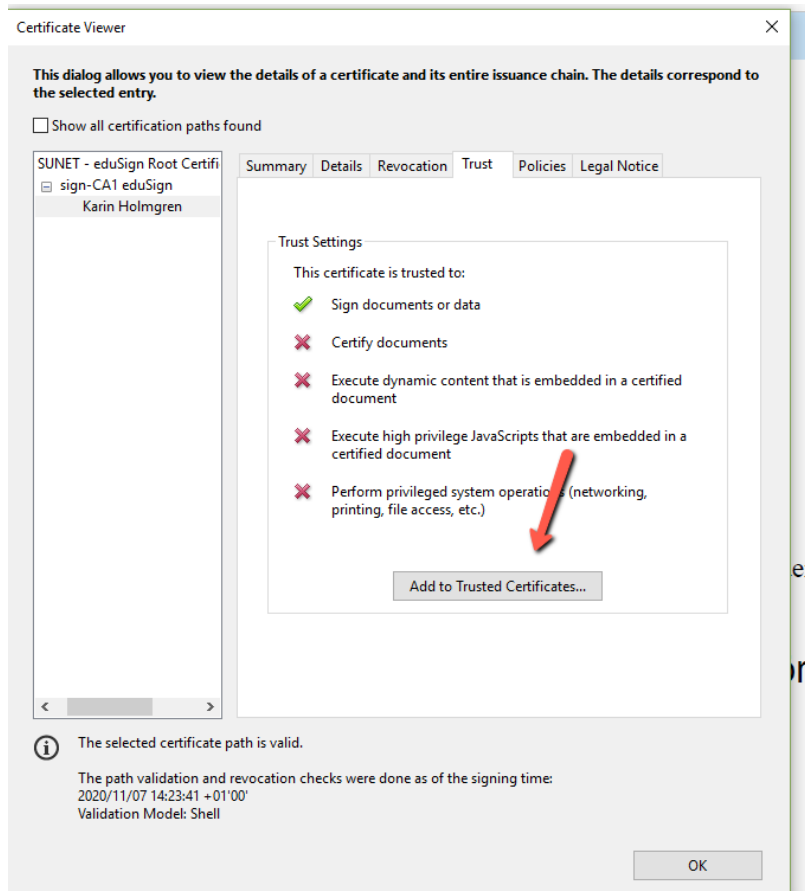 Certificate Viewer
This dialog allows you to view the details of a certificate and its entire issuance chain. The details correspond to
the selected entry.
Show all certification paths found
SUNET - eduSign Root Certifi
sign-CA1 eduSign
Karin Holmgren
Summary Details Revocation Trust Policies Legal Notice
Trust Settings
This certificate is trusted to:
Sign documents or data
Certify documents
Execute dynamic content that is embedded in a certified
document
Execute high privilege JavaScripts that are embedded in a
certified document
Perform privileged system operations (networking,
printing, file access, etc.)
Add to Trusted Certificates...
The selected certificate path is valid.
The path validation and revocation checks were done as of the signing time:
2020/11/07 14:23:41 +01'00'
Validation Model: Shell
OK